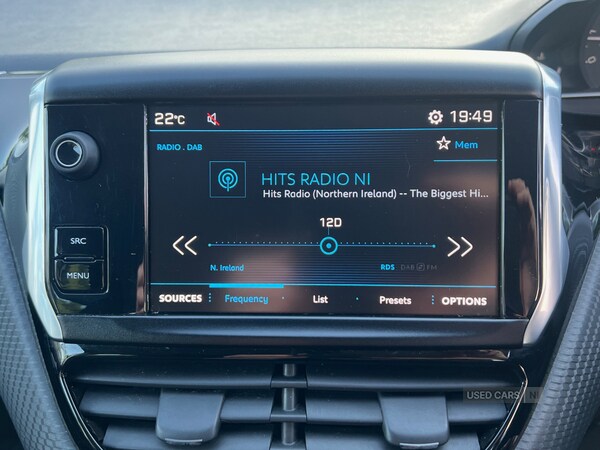 22°C
19:49
RADIO . DAB
Mem
HITS RADIO NI
Hits Radio (Northern Ireland) -- The Biggest Hi...
12D
N. Ireland
RDS DAB FM
SOURCES Frequency List Presets OPTIONS
SRC
MENU
USED CARS NI